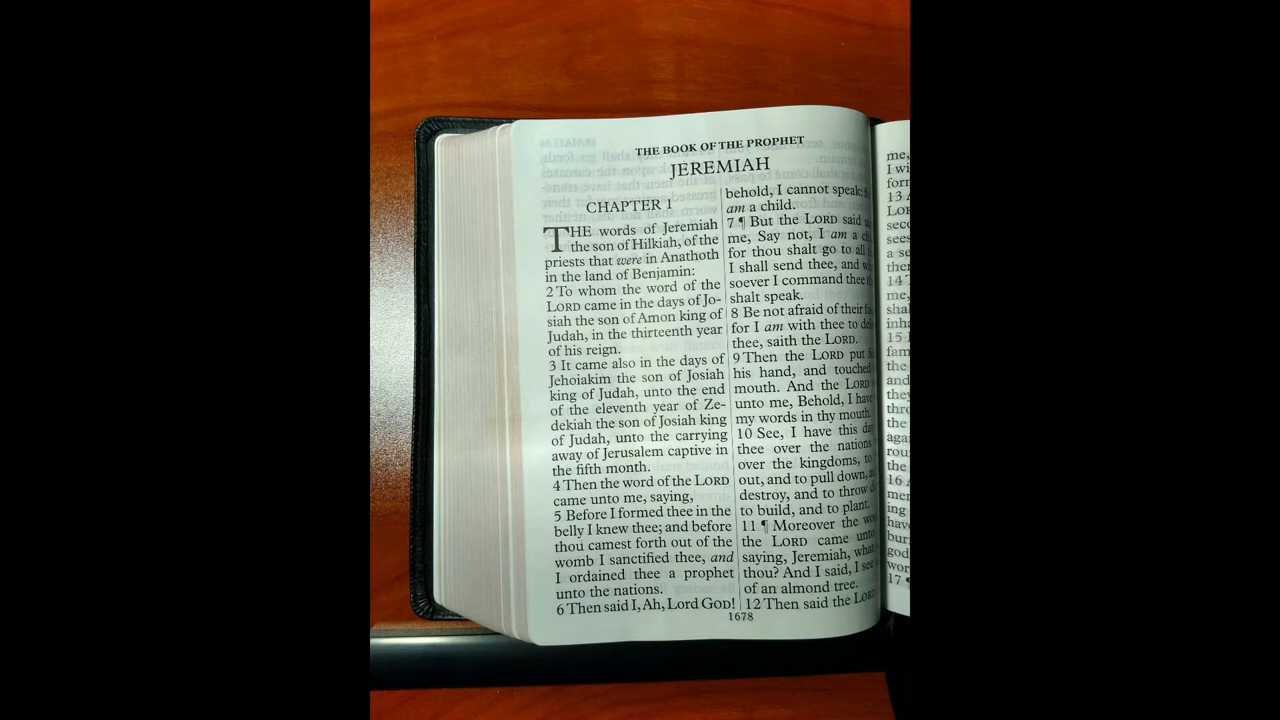 THE BOOK OF THE PROPHET
JEREMIAH
CHAPTER 1
THE words of Jeremiah
the son of Hilkiah, of the
priests that were in Anathoth
in the land of Benjamin:
2 To whom the word of the
LORD came in the days of Jo-
siah the son of Amon king of
Judah, in the thirteenth year
of his reign.
3 It came also in the days of
Jehoiakim the son of Josiah
king of Judah, unto the end
of the eleventh year of Ze-
dekiah the son of Josiah king
of Judah, unto the carrying
away of Jerusalem captive in
the fifth month.
4 Then the word of the LORD
came unto me, saying,
5 Before I formed thee in the
belly I knew thee; and before
thou camest forth out of the
womb I sanctified thee, and
I ordained thee a prophet
unto the nations.
6 Then said I, Ah, Lord GOD!
behold, I cannot speak:
am a child.
7 ¶ But the LORD said
me, Say not, I am a
for thou shalt go to all
I shall send thee, and
soever I command thee
shalt speak.
8 Be not afraid of their
for I am with thee to
thee, saith the LORD.
9 Then the LORD put
his hand, and touched
mouth. And the LORD
unto me, Behold, I have
my words in thy mouth.
10 See, I have this day
thee over the nations
over the kingdoms, to
out, and to pull down,
destroy, and to throw
to build, and to plant.
11 ¶ Moreover the
the LORD came unto
saying, Jeremiah, what
thou? And I said, I see
of an almond tree.
12 Then said the LORD
1678
me,
I
13
a
14
me,
15
the
and
the
the
16
17 ¶